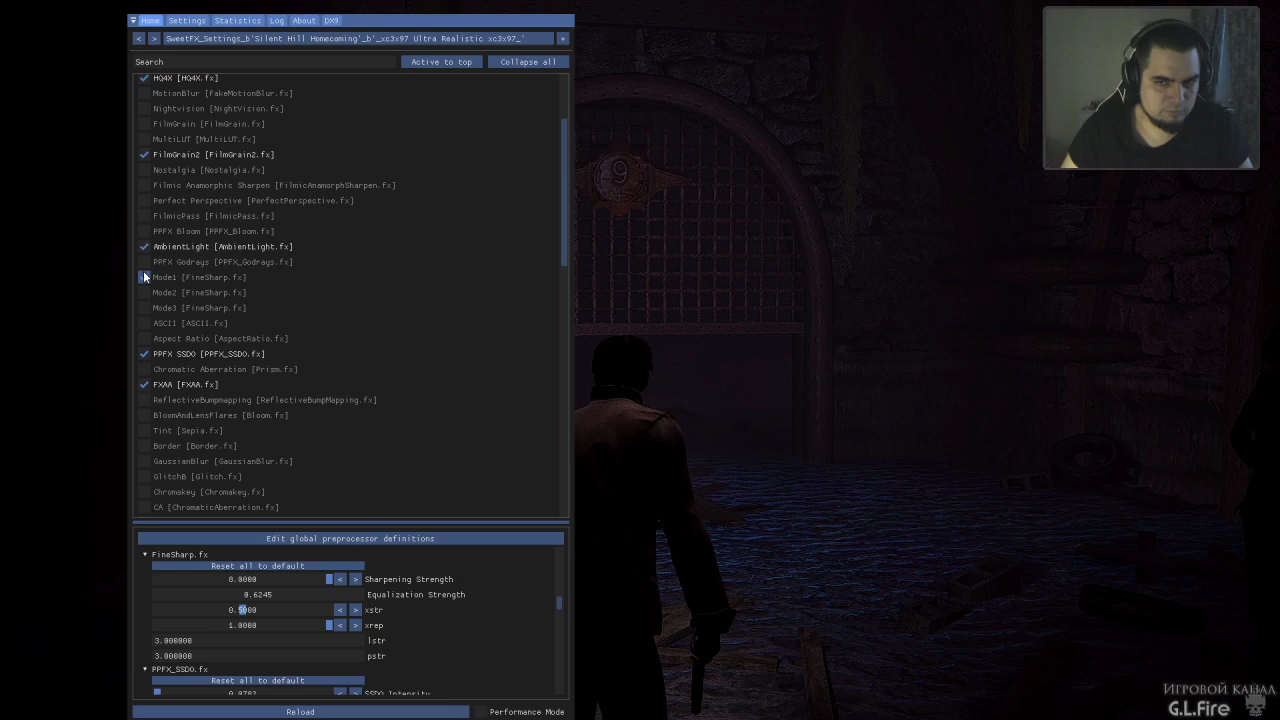 Home Settings Statistics Log About DX9
< > SweetFX_Settings_b'Silent Hill Homecoming'_b'_xc3x97 Ultra Realistic xc3x97_' +
Search Active to top Collapse all
HQ4X [HQ4X.fx]
MotionBlur [FakeMotionBlur.fx]
Nightvision [NightVision.fx]
FilmGrain [FilmGrain.fx]
MultiLUT [MultiLUT.fx]
FilmGrain2 [FilmGrain2.fx]
Nostalgia [Nostalgia.fx]
Filmic Anamorphic Sharpen [FilmicAnamorphSharpen.fx]
Perfect Perspective [PerfectPerspective.fx]
FilmicPass [FilmicPass.fx]
PPFX Bloom [PPFX_Bloom.fx]
AmbientLight [AmbientLight.fx]
PPFX Godrays [PPFX_Godrays.fx]
Mode1 [FineSharp.fx]
Mode2 [FineSharp.fx]
Mode3 [FineSharp.fx]
ASCII [ASCII.fx]
Aspect Ratio [AspectRatio.fx]
PPFX SSDO [PPFX_SSDO.fx]
Chromatic Aberration [Prism.fx]
FXAA [FXAA.fx]
ReflectiveBumpmapping [ReflectiveBumpMapping.fx]
BloomAndLensFlares [Bloom.fx]
Tint [Sepia.fx]
Border [Border.fx]
GaussianBlur [GaussianBlur.fx]
GlitchB [Glitch.fx]
Chromakey [Chromakey.fx]
CA [ChromaticAberration.fx]
Edit global preprocessor definitions
FineSharp.fx
Reset all to default
8.0000 < > Sharpening Strength
0.6245 Equalization Strength
0.5000 < > xstr
1.0000 < > xrep
3.000000 lstr
3.000000 pstr
PPFX_SSDO.fx
Reset all to default
0.0782 < > SSDO Intensity
Reload Performance Mode
9
Игровой канал
G.L.Fire